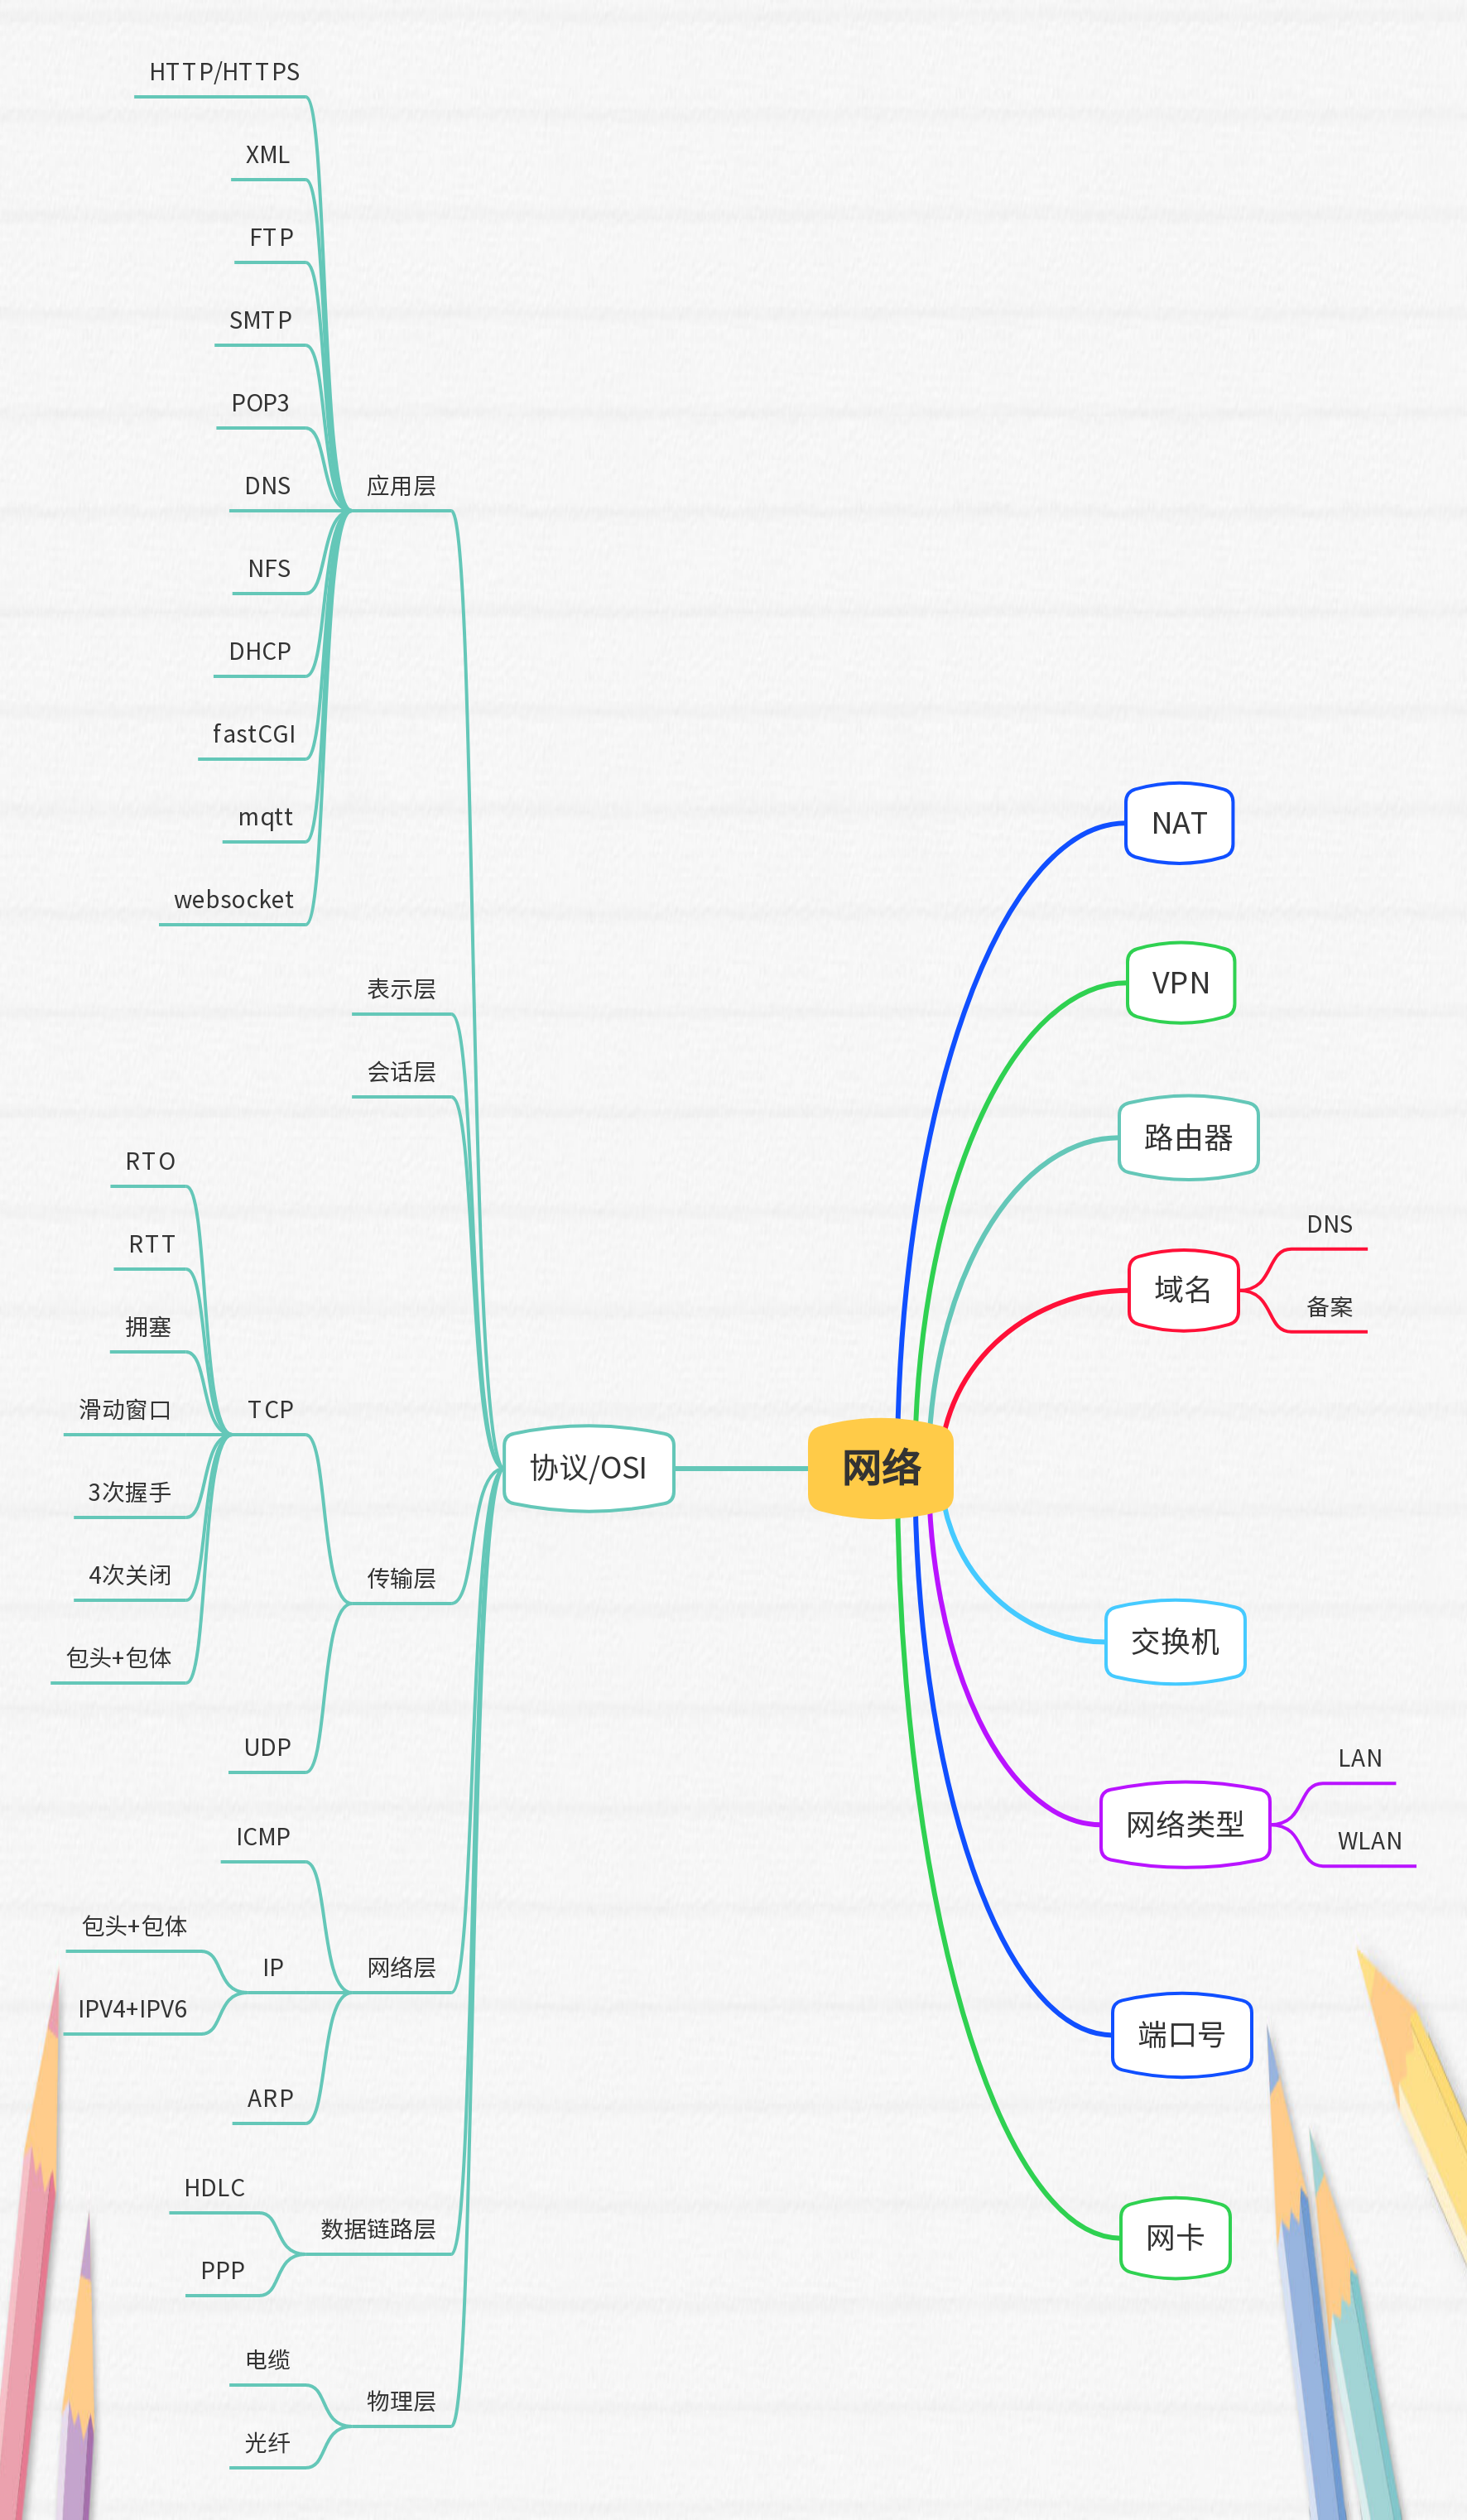 HTTP/HTTPS
XML
FTP
SMTP
POP3
DNS
NFS
DHCP
fastCGI
mqtt
websocket
应用层
表示层
会话层
RTO
RTT
拥塞
滑动窗口
3次握手
4次关闭
包头+包体
TCP
UDP
传输层
ICMP
包头+包体
IPV4+IPV6
IP
ARP
网络层
HDLC
PPP
数据链路层
电缆
光纤
物理层
协议/OSI
网络
NAT
VPN
路由器
域名
DNS
备案
交换机
网络类型
LAN
WLAN
端口号
网卡